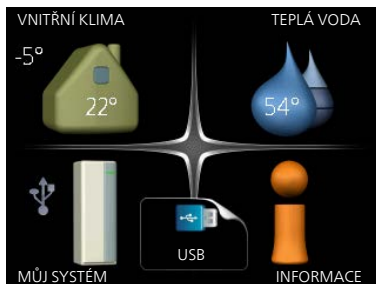 VNITŘNÍ KLIMA
TEPLÁ VODA
-5°
22°
54°
USB
MŮJ SYSTÉM
INFORMACE